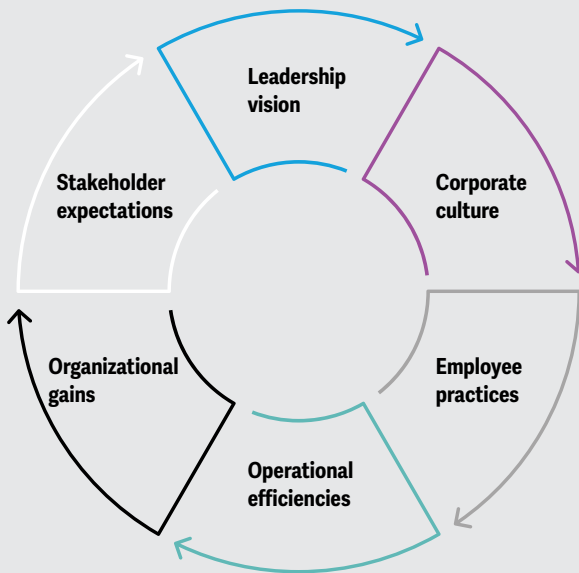 Leadership
vision
Corporate
culture
Employee
practices
Operational
efficiencies
Organizational
gains
Stakeholder
expectations